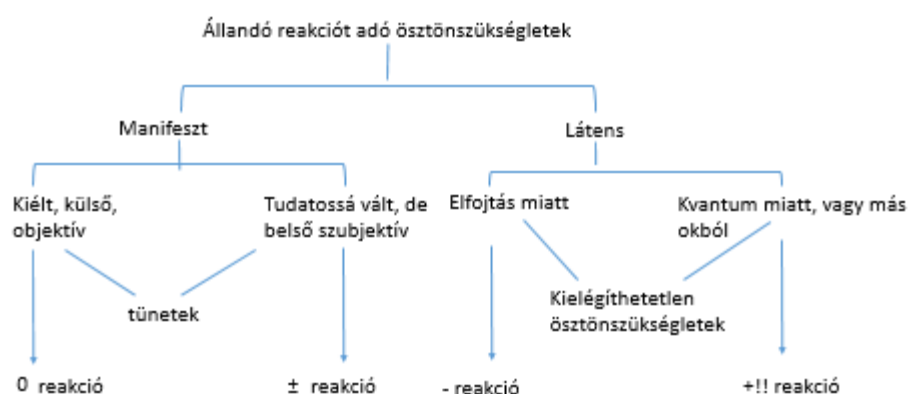 Állandó reakciót adó ösztönszükségletek
Manifeszt
Látens
Kiélt, külső,
objektív
Tudatossá vált, de
belső szubjektív
Elfojtás miatt
Kvantum miatt, vagy más
okból
tünetek
Kielégíthetetlen
ösztönszükségletek
0 reakció
± reakció
- reakció
+!! reakció